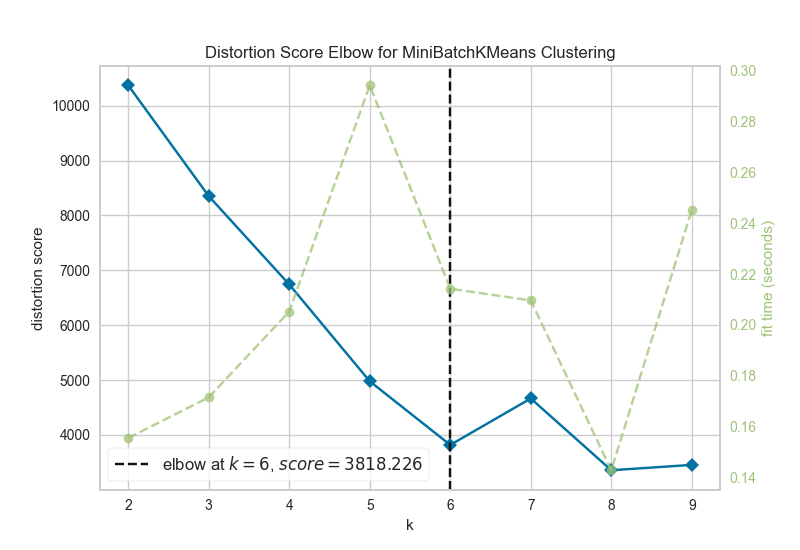 Distortion Score Elbow for MiniBatchKMeans Clustering
distortion score
10000
9000
8000
7000
6000
5000
4000
0.30
0.28
0.26
0.24
0.22
0.20
0.18
0.16
0.14
fit time (seconds)
elbow at k = 6, score = 3818.226
2 3 4 5 6 7 8 9
k